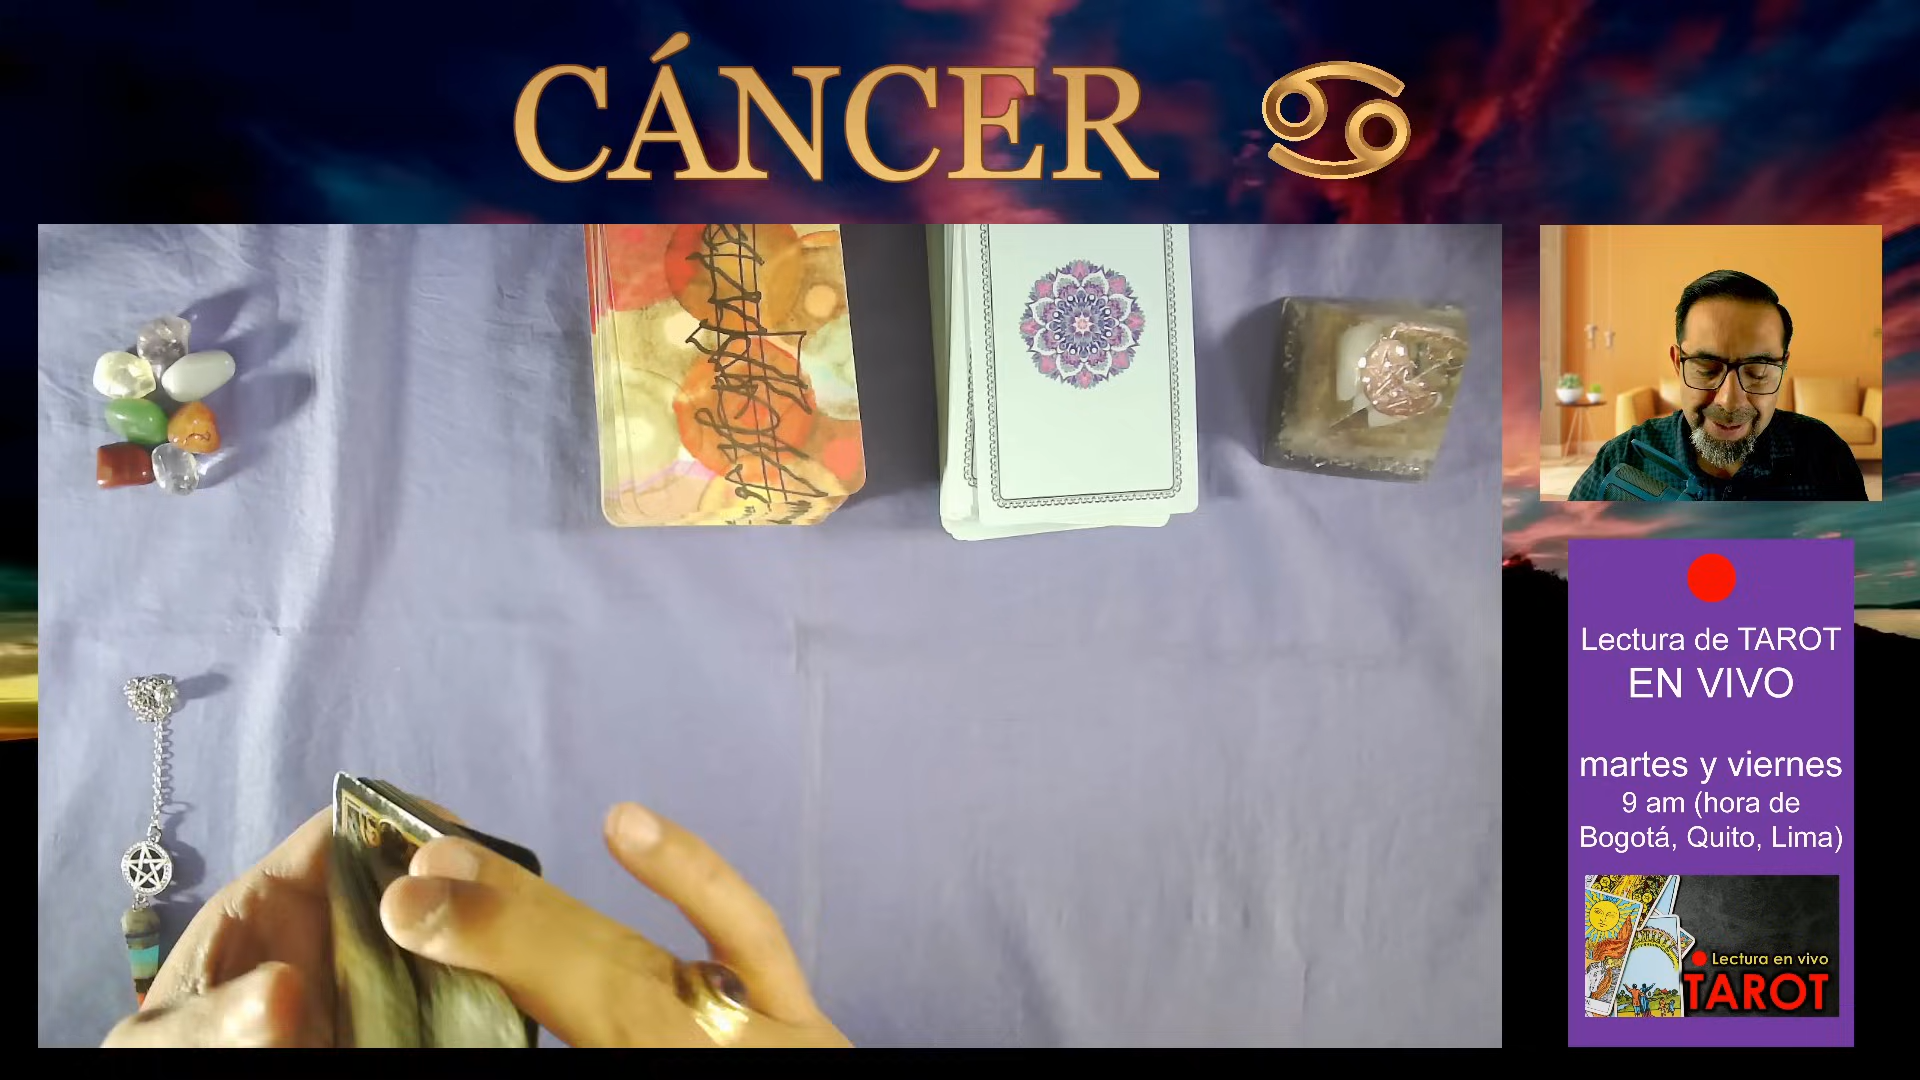 CÁNCER
Lectura de TAROT
EN VIVO
martes y viernes
9 am (hora de
Bogotá, Quito, Lima)
Lectura en vivo
TAROT